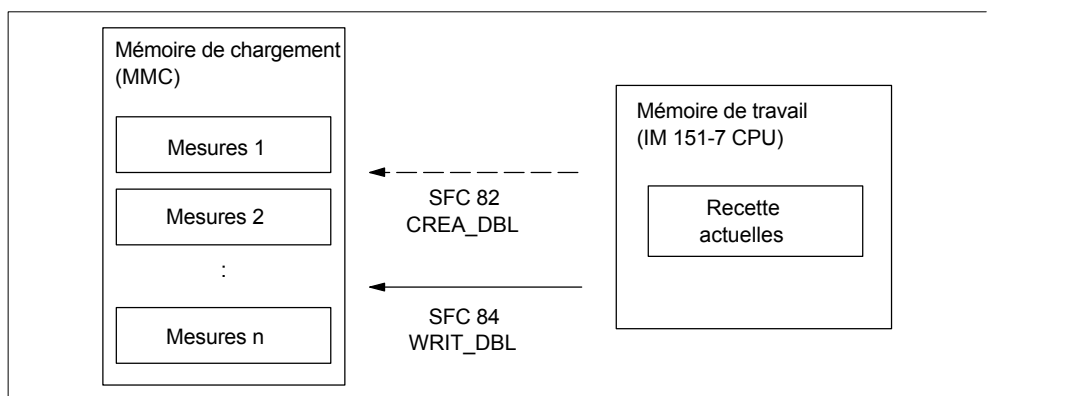 Mémoire de chargement
(MMC)
Mesures 1
Mesures 2
:
Mesures n
SFC 82
CREA_DBL
SFC 84
WRIT_DBL
Mémoire de travail
(IM 151-7 CPU)
Recette
actuelles